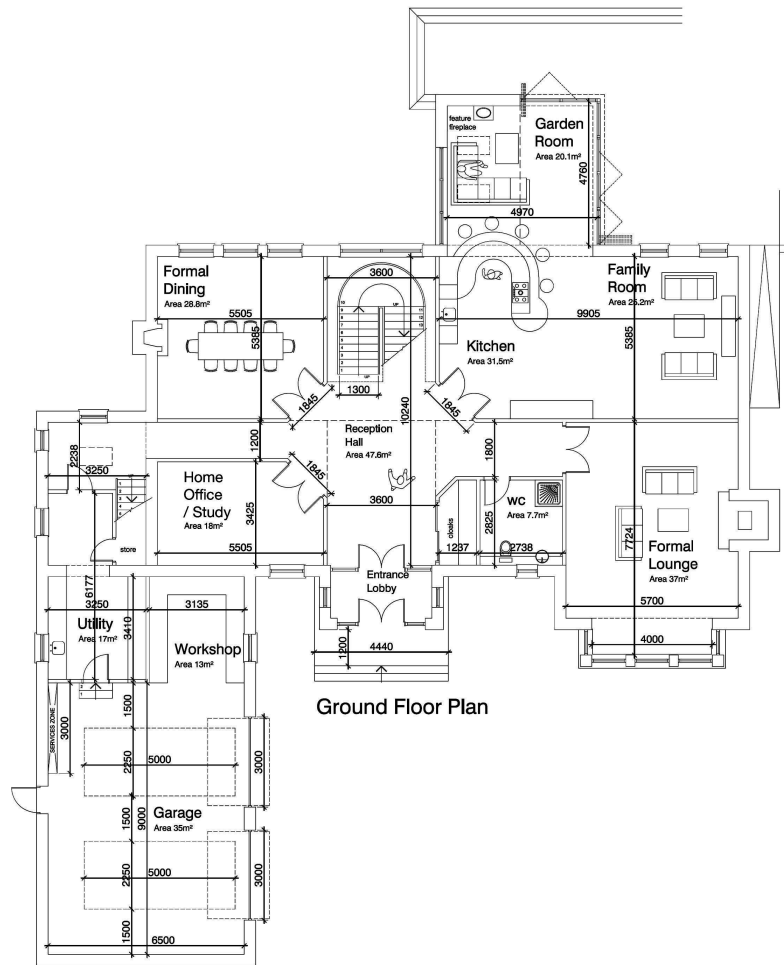 feature
fireplace
Garden
Room
Area 20.1m²
4760
4970
Formal
Dining
Area 28.8m²
5505
5385
3600
UP
UP
1300
Family
Room
Area 25.2m²
9905
5385
Kitchen
Area 31.5m²
1845
1845
1845
10240
Reception
Hall
Area 47.6m²
3600
1200
2238
3250
Home
Office
/ Study
Area 18m²
3425
5505
store
1800
WC
Area 7.7m²
2825
cloaks
1237
2738
Formal
Lounge
Area 37m²
7724
5700
4000
Entrance
Lobby
1200
4440
6177
3250
3135
Utility
Area 17m²
3410
Workshop
Area 13m²
Ground Floor Plan
SERVICES ZONE
3000
1500
2250
5000
3000
1500
9000
Garage
Area 35m²
2250
5000
3000
1500
6500